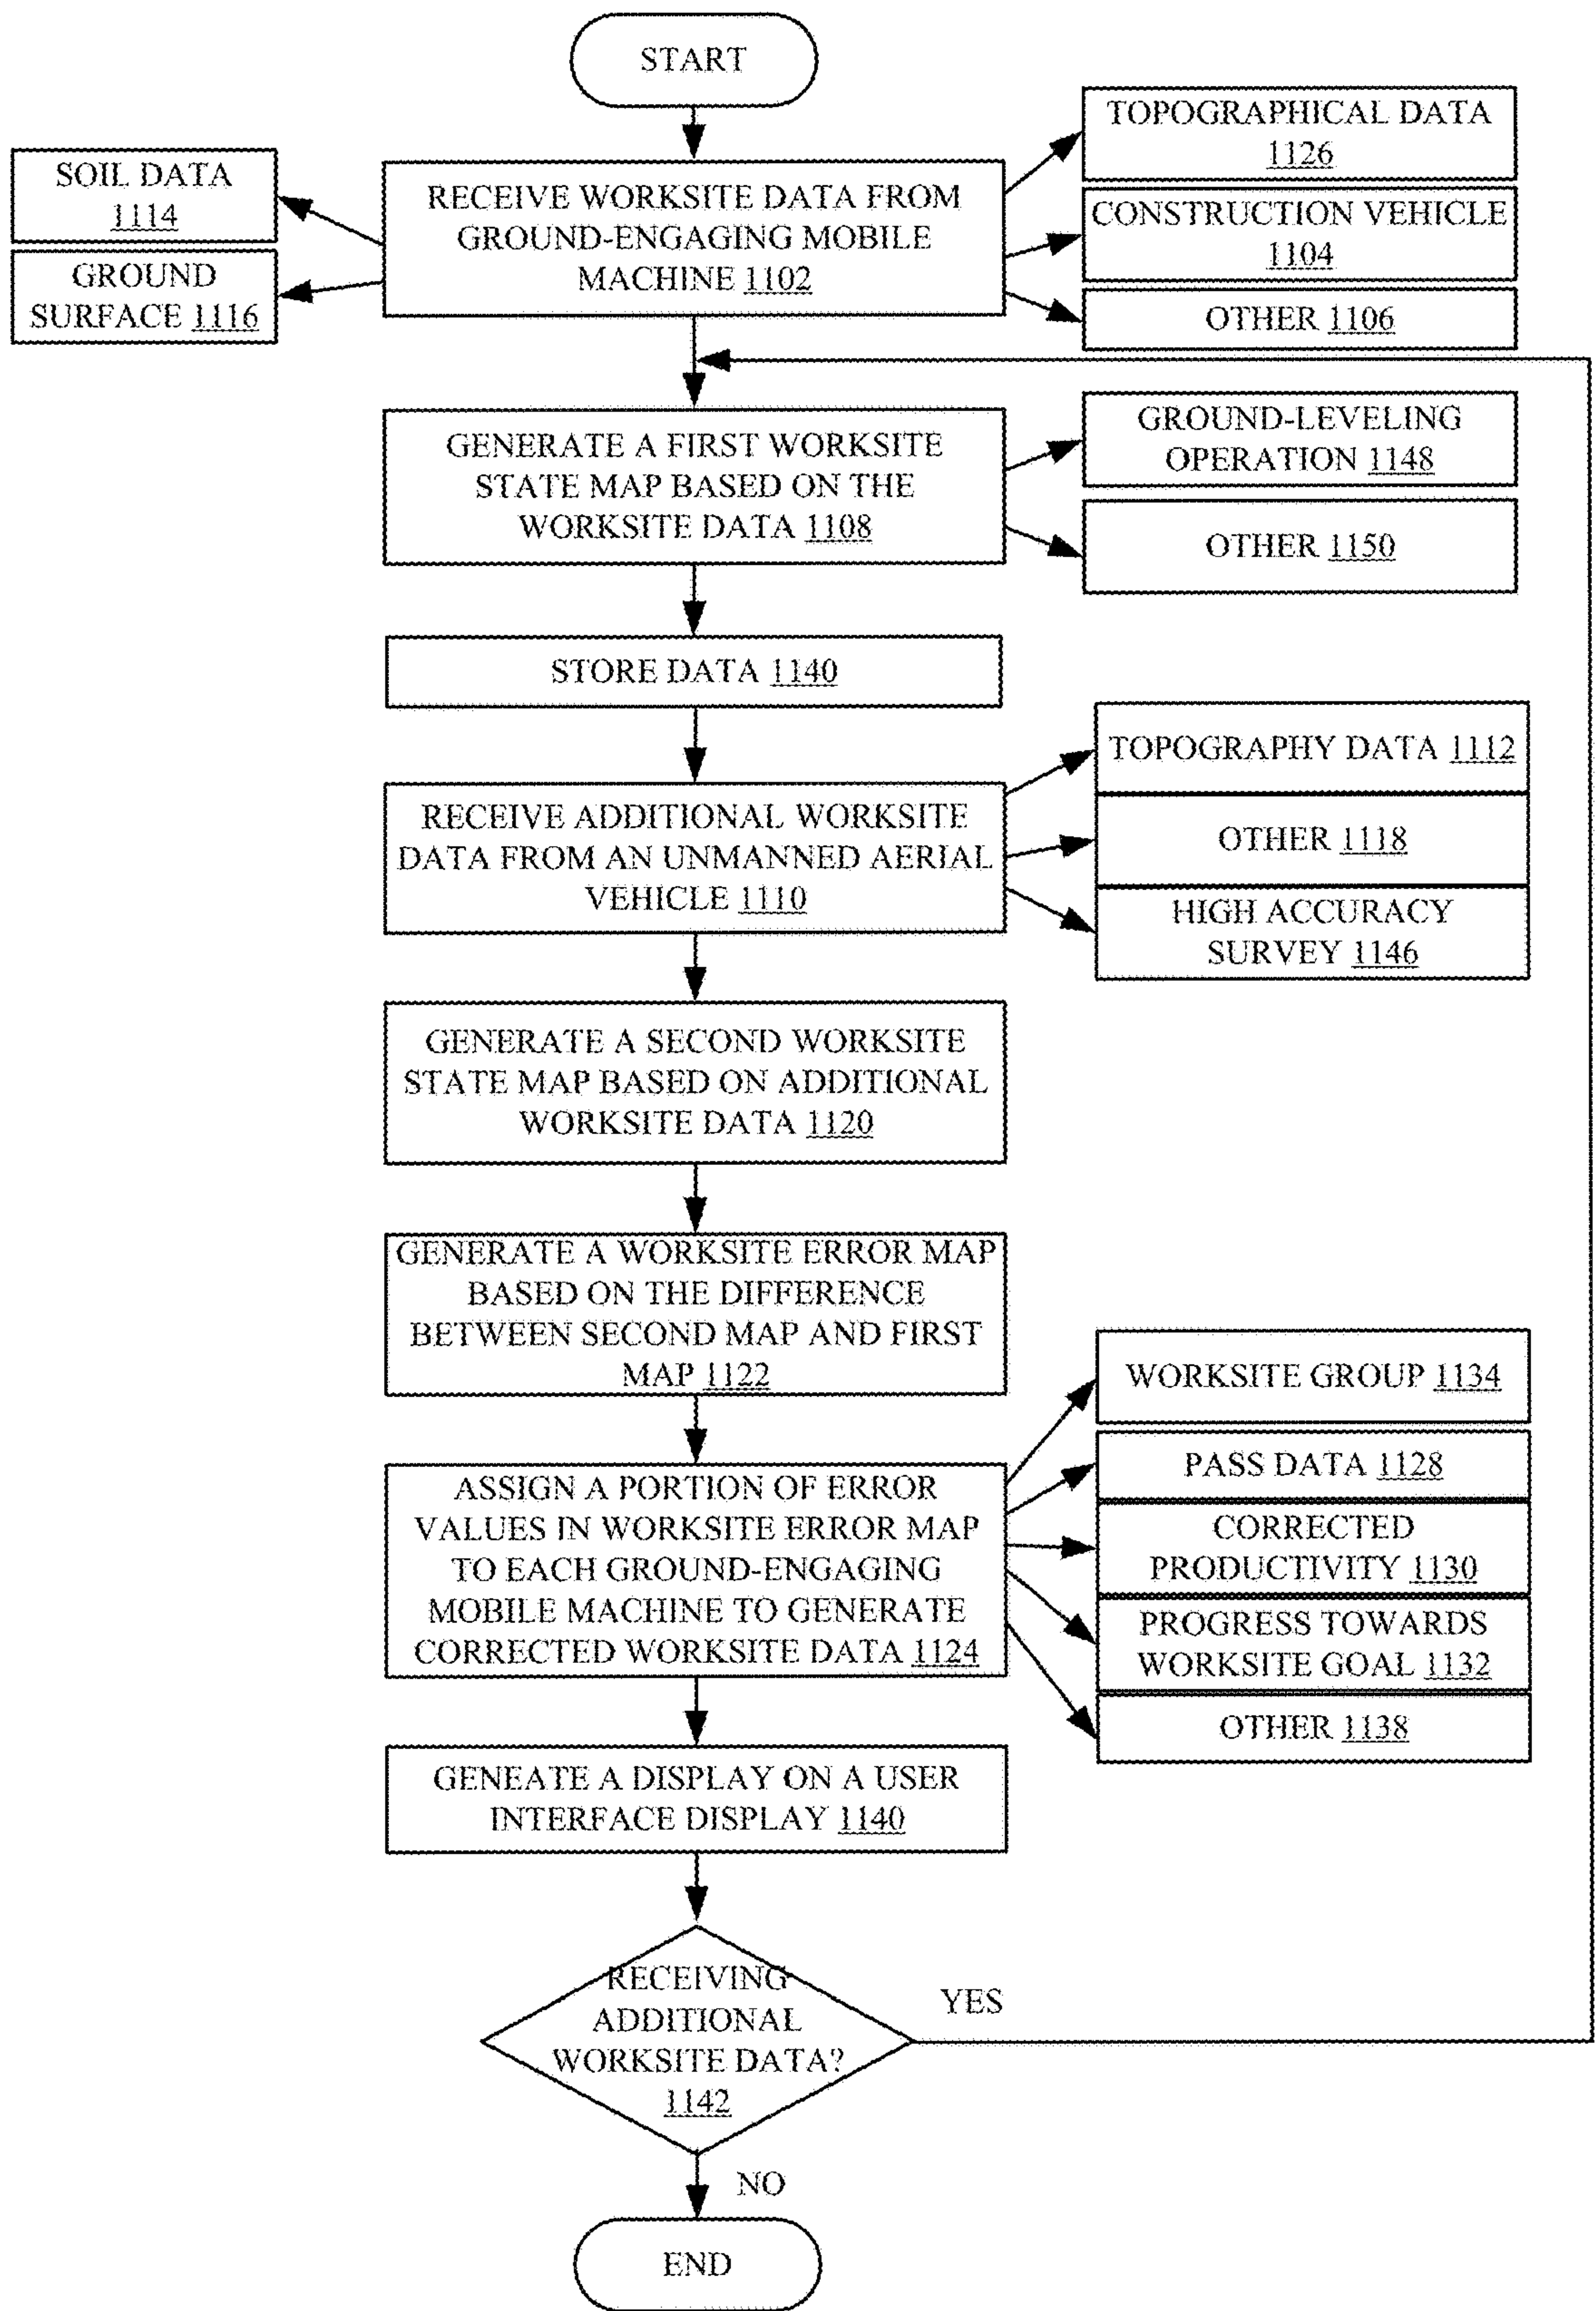 START
TOPOGRAPHICAL DATA
1126
SOIL DATA
1114
RECEIVE WORKSITE DATA FROM
GROUND-ENGAGING MOBILE
MACHINE 1102
CONSTRUCTION VEHICLE
1104
GROUND
SURFACE 1116
OTHER 1106
GENERATE A FIRST WORKSITE
STATE MAP BASED ON THE
WORKSITE DATA 1108
GROUND-LEVELING
OPERATION 1148
OTHER 1150
STORE DATA 1140
RECEIVE ADDITIONAL WORKSITE
DATA FROM AN UNMANNED AERIAL
VEHICLE 1110
TOPOGRAPHY DATA 1112
OTHER 1118
HIGH ACCURACY
SURVEY 1146
GENERATE A SECOND WORKSITE
STATE MAP BASED ON ADDITIONAL
WORKSITE DATA 1120
GENERATE A WORKSITE ERROR MAP
BASED ON THE DIFFERENCE
BETWEEN SECOND MAP AND FIRST
MAP 1122
ASSIGN A PORTION OF ERROR
VALUES IN WORKSITE ERROR MAP
TO EACH GROUND-ENGAGING
MOBILE MACHINE TO GENERATE
CORRECTED WORKSITE DATA 1124
WORKSITE GROUP 1134
PASS DATA 1128
CORRECTED
PRODUCTIVITY 1130
PROGRESS TOWARDS
WORKSITE GOAL 1132
OTHER 1138
GENEATE A DISPLAY ON A USER
INTERFACE DISPLAY 1140
RECEIVING
ADDITIONAL
WORKSITE DATA?
1142
YES
NO
END